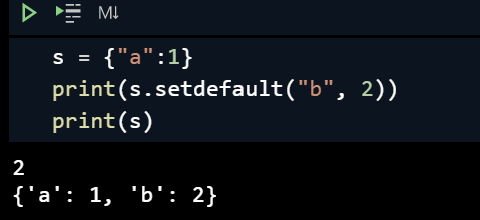 M↓
s = {"a":1}
print(s.setdefault("b", 2))
print(s)
2
{'a': 1, 'b': 2}